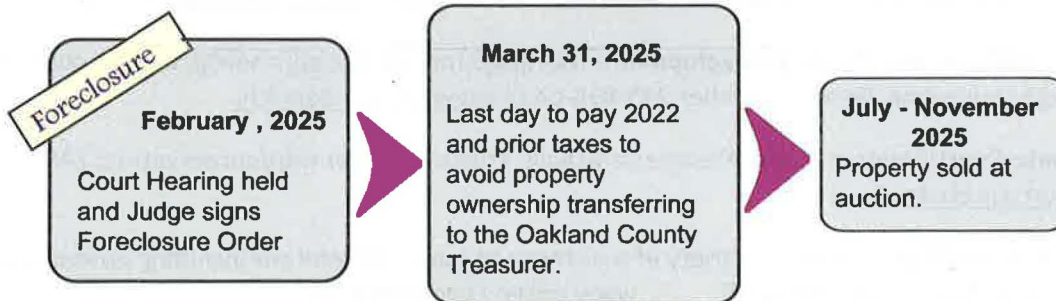 Foreclosure
February , 2025
Court Hearing held
and Judge signs
Foreclosure Order
March 31, 2025
Last day to pay 2022
and prior taxes to
avoid property
ownership transferring
to the Oakland County
Treasurer.
July - November
2025
Property sold at
auction.